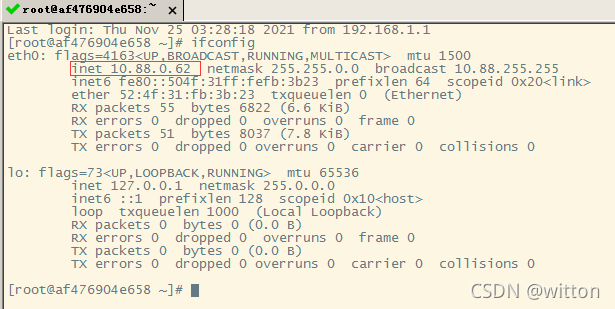 root@af476904e658:~ ×
Last login: Thu Nov 25 03:28:18 2021 from 192.168.1.1
[root@af476904e658 ~]# ifconfig
eth0: flags=4163<UP,BROADCAST,RUNNING,MULTICAST>  mtu 1500
        inet 10.88.0.62  netmask 255.255.0.0  broadcast 10.88.255.255
        inet6 fe80::504f:31ff:fefb:3b23  prefixlen 64  scopeid 0x20<link>
        ether 52:4f:31:fb:3b:23  txqueuelen 0  (Ethernet)
        RX packets 55  bytes 6822 (6.6 KiB)
        RX errors 0  dropped 0  overruns 0  frame 0
        TX packets 51  bytes 8037 (7.8 KiB)
        TX errors 0  dropped 0 overruns 0  carrier 0  collisions 0
lo: flags=73<UP,LOOPBACK,RUNNING>  mtu 65536
        inet 127.0.0.1  netmask 255.0.0.0
        inet6 ::1  prefixlen 128  scopeid 0x10<host>
        loop  txqueuelen 1000  (Local Loopback)
        RX packets 0  bytes 0 (0.0 B)
        RX errors 0  dropped 0  overruns 0  frame 0
        TX packets 0  bytes 0 (0.0 B)
        TX errors 0  dropped 0 overruns 0  carrier 0  collisions 0
[root@af476904e658 ~]#
CSDN @witton